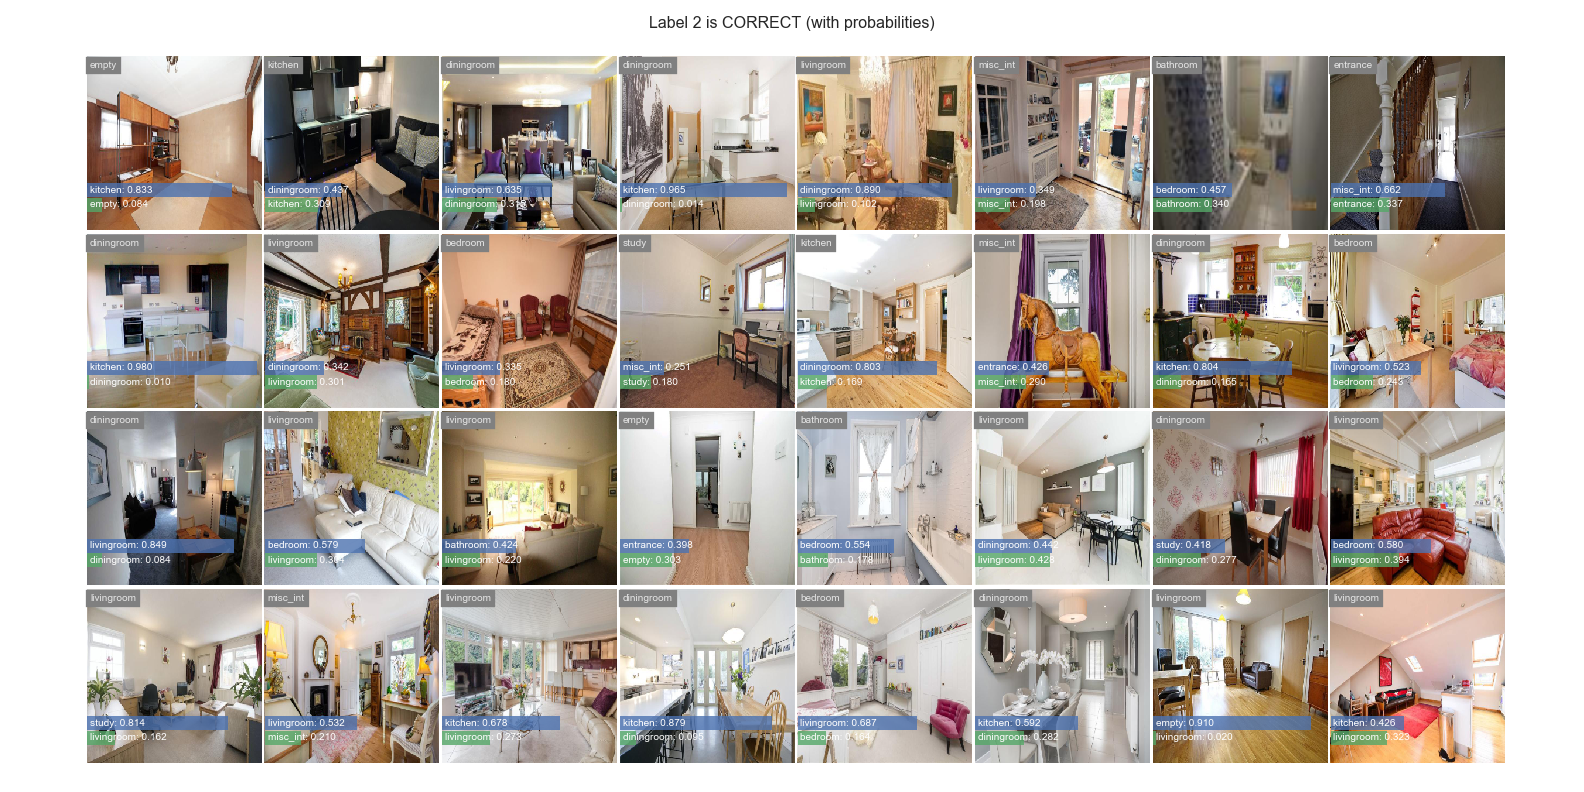 Label 2 is CORRECT (with probabilities)
empty
kitchen
diningroom
diningroom
livingroom
misc_int
bathroom
entrance
kitchen: 0.833
empty: 0.084
diningroom: 0.437
kitchen: 0.309
livingroom: 0.635
diningroom: 0.315
kitchen: 0.965
diningroom: 0.014
diningroom: 0.890
livingroom: 0.102
livingroom: 0.349
misc_int: 0.198
bedroom: 0.457
bathroom: 0.340
misc_int: 0.662
entrance: 0.337
diningroom
livingroom
bedroom
study
kitchen
misc_int
diningroom
bedroom
kitchen: 0.980
diningroom: 0.010
diningroom: 0.342
livingroom: 0.301
livingroom: 0.335
bedroom: 0.180
misc_int: 0.251
study: 0.180
diningroom: 0.803
kitchen: 0.169
entrance: 0.426
misc_int: 0.290
kitchen: 0.804
diningroom: 0.165
livingroom: 0.523
bedroom: 0.243
diningroom
livingroom
livingroom
empty
bathroom
livingroom
diningroom
livingroom
livingroom: 0.849
diningroom: 0.084
bedroom: 0.579
livingroom: 0.304
bathroom: 0.424
livingroom: 0.220
entrance: 0.398
empty: 0.303
bedroom: 0.554
bathroom: 0.178
diningroom: 0.442
livingroom: 0.428
study: 0.418
diningroom: 0.277
bedroom: 0.580
livingroom: 0.394
livingroom
misc_int
livingroom
diningroom
bedroom
diningroom
livingroom
livingroom
study: 0.814
livingroom: 0.162
livingroom: 0.532
misc_int: 0.210
kitchen: 0.678
livingroom: 0.273
kitchen: 0.879
diningroom: 0.095
livingroom: 0.687
bedroom: 0.164
kitchen: 0.592
diningroom: 0.282
empty: 0.910
livingroom: 0.020
kitchen: 0.426
livingroom: 0.323